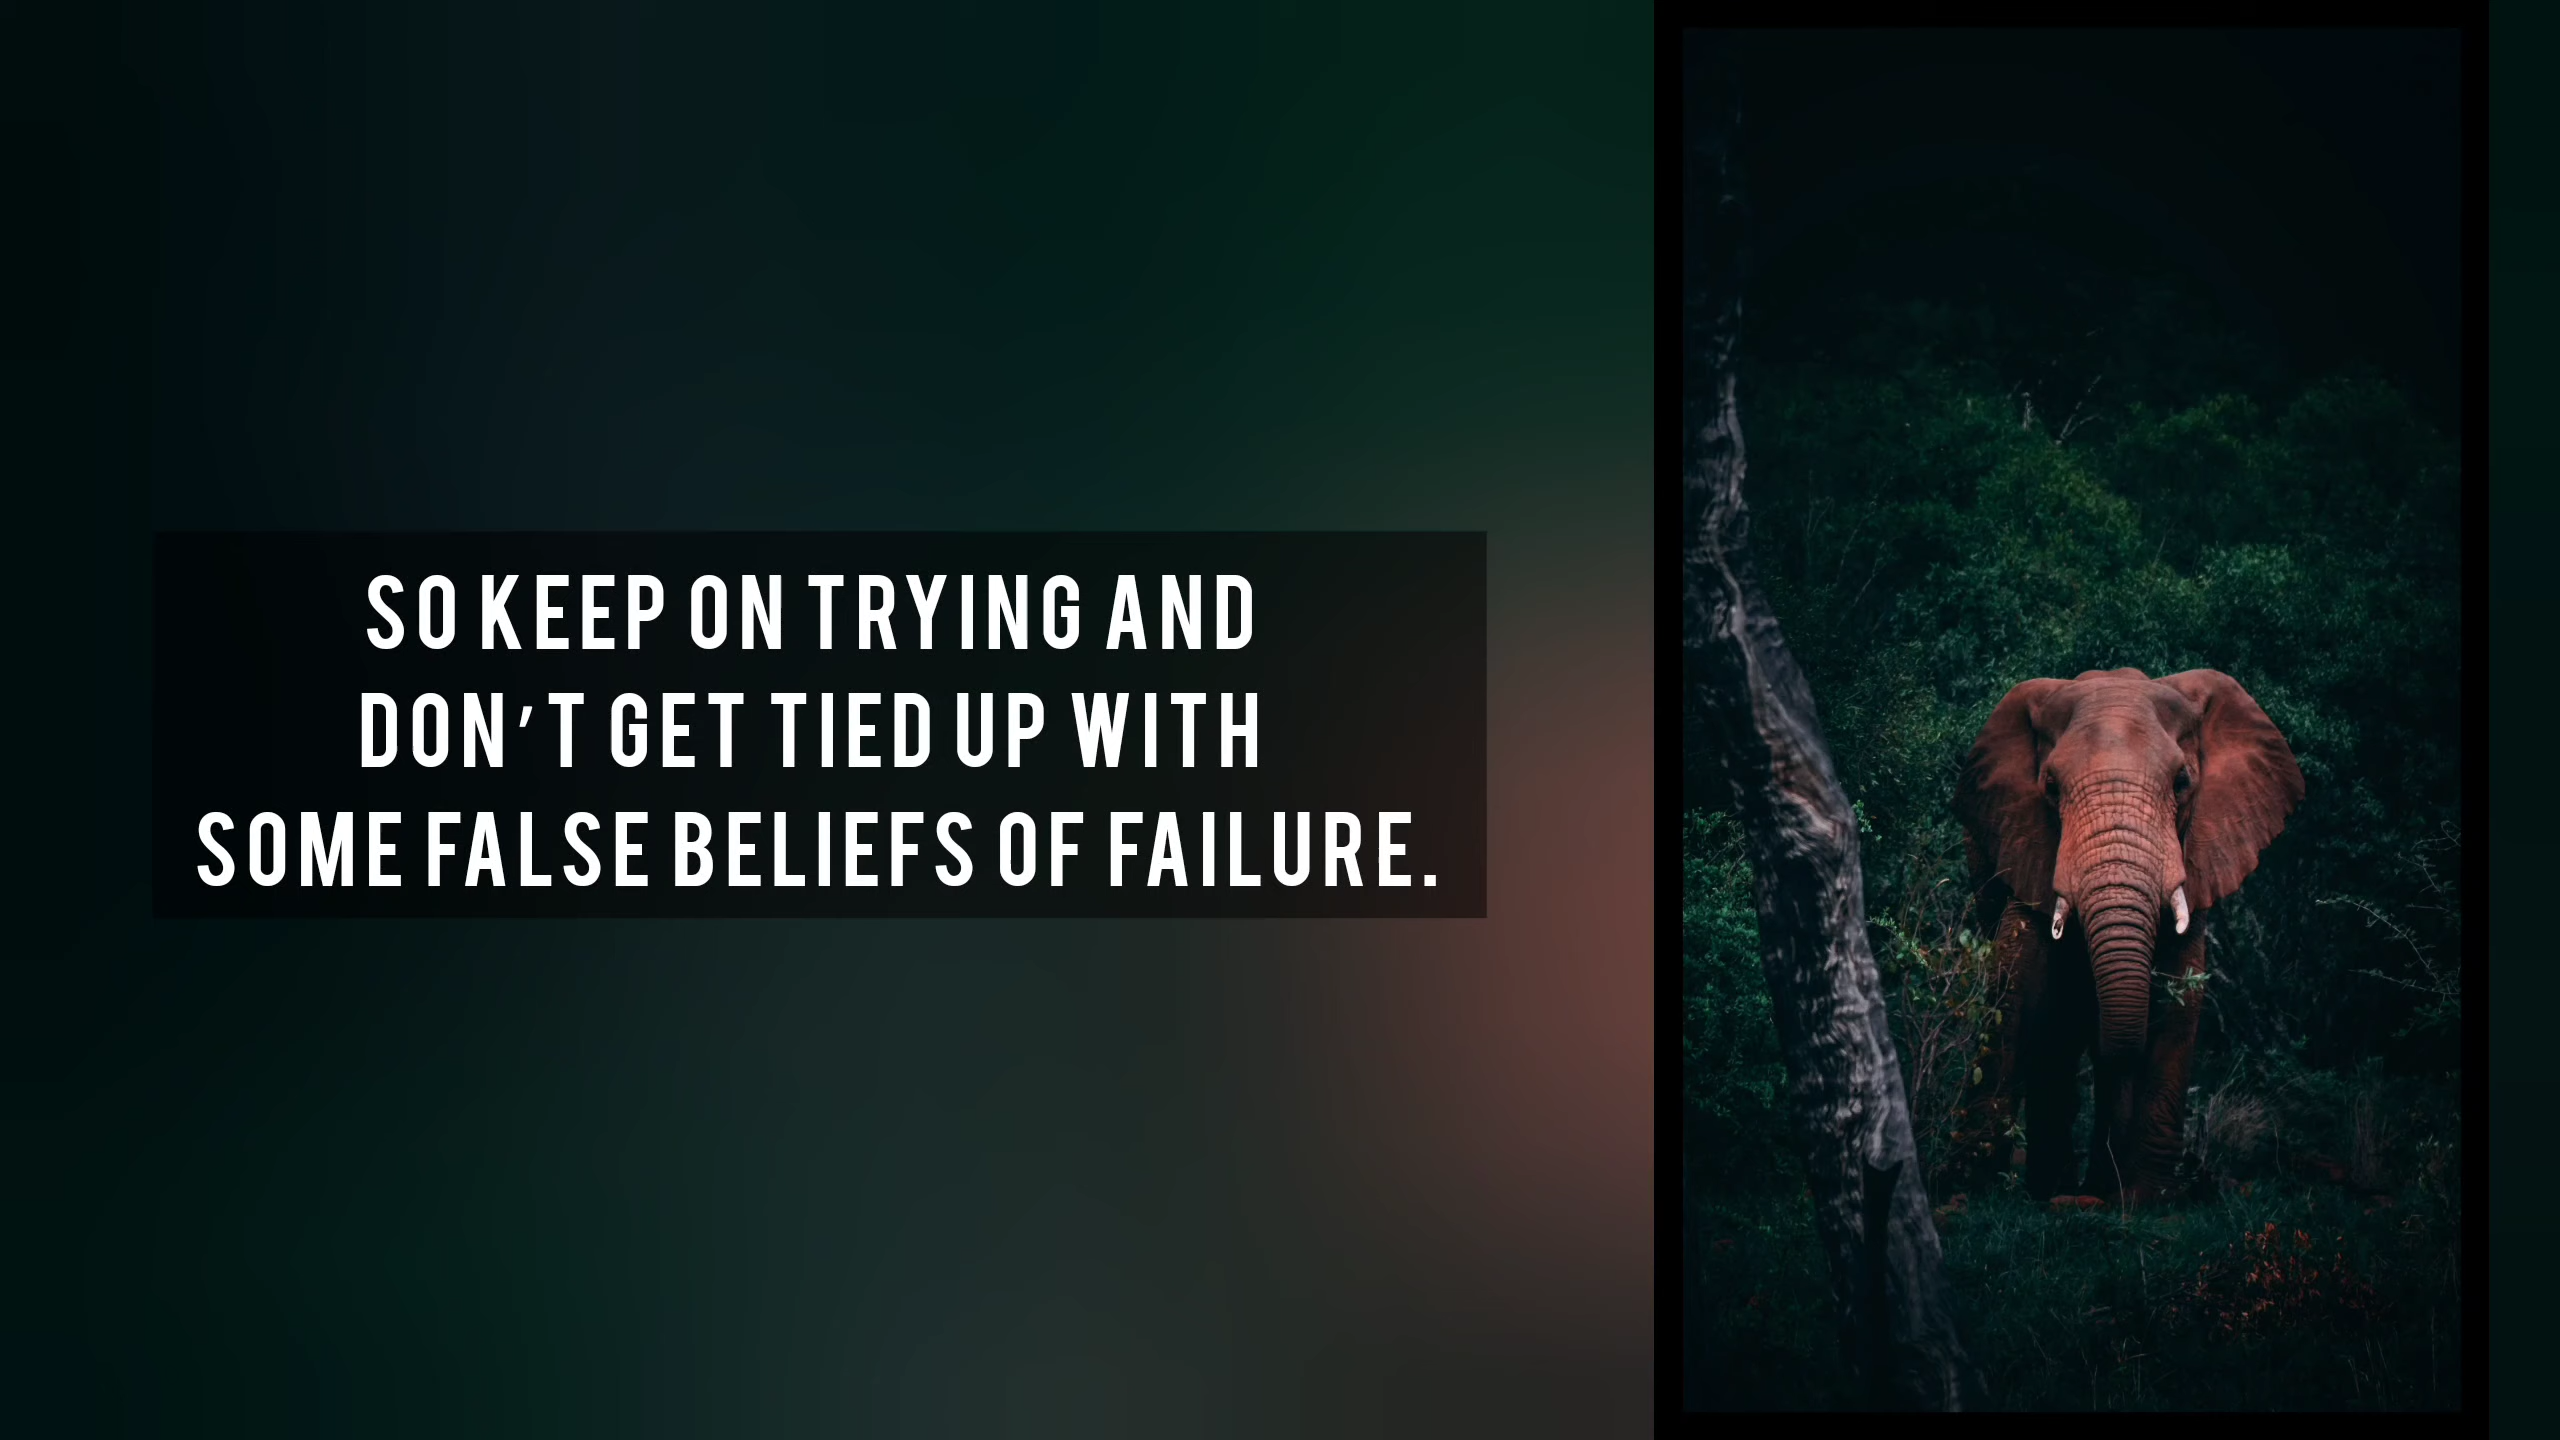 SO KEEP ON TRYING AND
DON'T GET TIED UP WITH
SOME FALSE BELIEFS OF FAILURE.